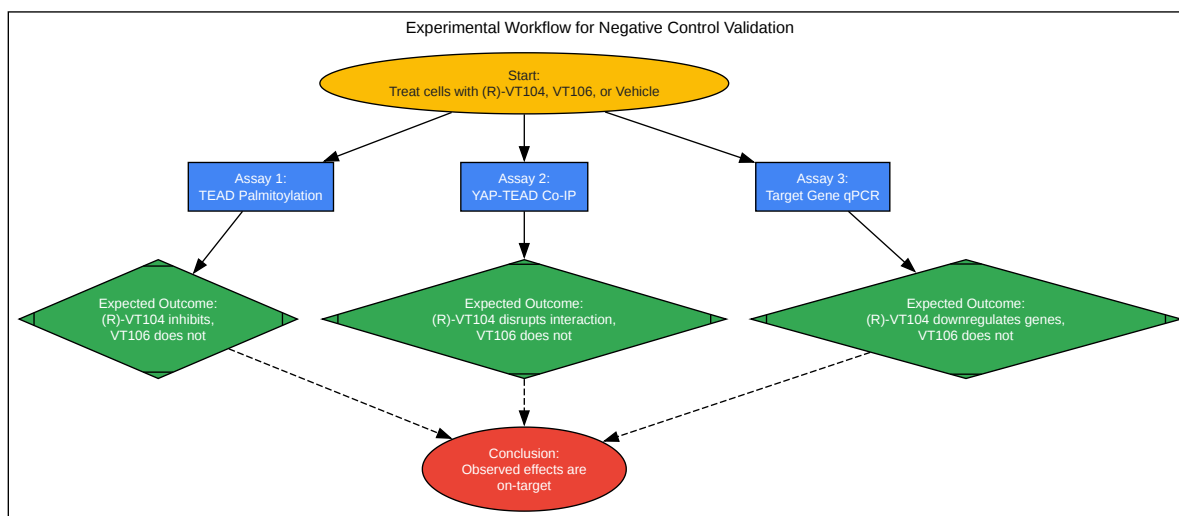 Experimental Workflow for Negative Control Validation
Start:
Treat cells with (R)-VT104, VT106, or Vehicle
Assay 1:
TEAD Palmitoylation
Assay 2:
YAP-TEAD Co-IP
Assay 3:
Target Gene qPCR
Expected Outcome:
(R)-VT104 inhibits,
VT106 does not
Expected Outcome:
(R)-VT104 disrupts interaction,
VT106 does not
Expected Outcome:
(R)-VT104 downregulates genes,
VT106 does not
Conclusion:
Observed effects are
on-target